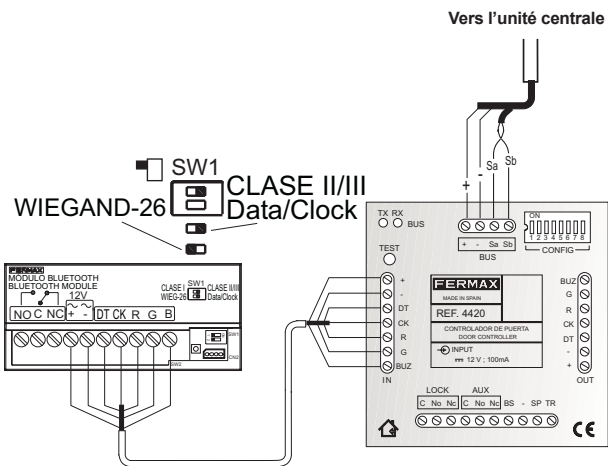 Vers l'unité centrale
SW1
WIEGAND-26
CLASE II/III
Data/Clock
FERMAX
MODULO BLUETOOTH
BLUETOOTH MODULE
CLASE I SW1 CLASE II/III
WIEG-26 Data/Clock
12V
NO C NC + - DT CK R G B
SW1
CN2
SW2
+ - Sa Sb
TX RX
BUS
+ - Sa Sb
BUS
ON
1 2 3 4 5 6 7 8
CONFIG
TEST
+
-
DT
CK
R
G
BUZ
IN
FERMAX
MADE IN SPAIN
REF. 4420
CONTROLADOR DE PUERTA
DOOR CONTROLLER
INPUT
12 V ; 100mA
BUZ
G
R
CK
DT
-
+
OUT
LOCK AUX
C No Nc C No Nc BS - SP TR
CE